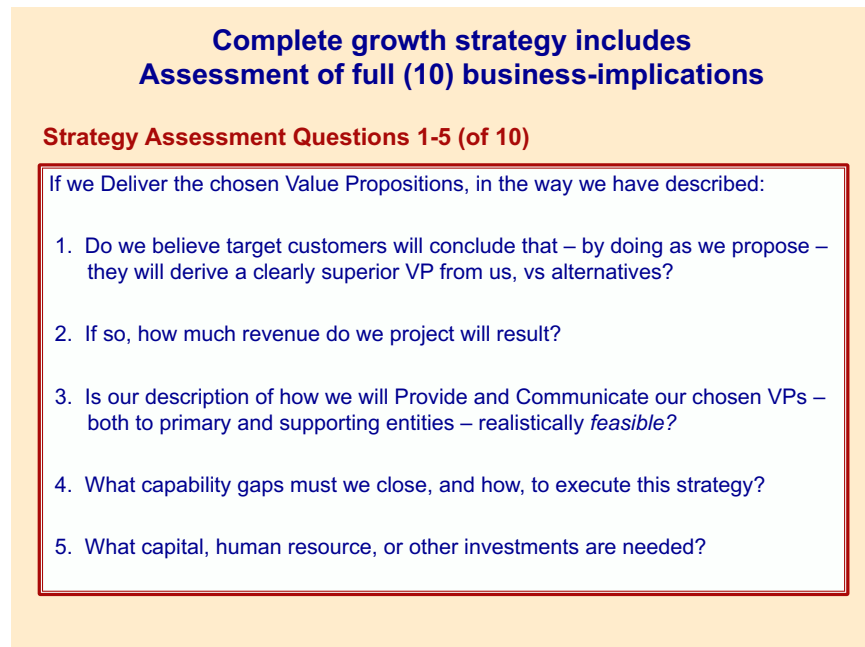 Complete growth strategy includes
Assessment of full (10) business-implications
Strategy Assessment Questions 1-5 (of 10)
If we Deliver the chosen Value Propositions, in the way we have described:
1. Do we believe target customers will conclude that – by doing as we propose –
they will derive a clearly superior VP from us, vs alternatives?
2. If so, how much revenue do we project will result?
3. Is our description of how we will Provide and Communicate our chosen VPs –
both to primary and supporting entities – realistically feasible?
4. What capability gaps must we close, and how, to execute this strategy?
5. What capital, human resource, or other investments are needed?